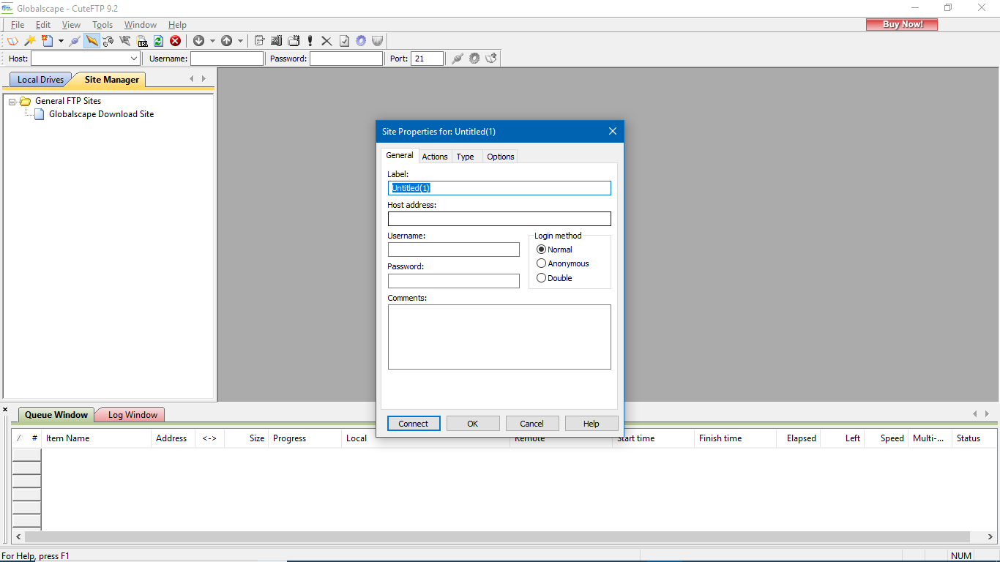 Globalscape - CuteFTP 9.2
File Edit View Tools Window Help
Buy Now!
URL
Host: Username: Password: Port: 21
Local Drives Site Manager
General FTP Sites
Globalscape Download Site
Site Properties for: Untitled(1)
General Actions Type Options
Label:
Untitled(1)
Host address:
Username:
Login method
Normal
Password:
Anonymous
Double
Comments:
Connect OK Cancel Help
Queue Window Log Window
/ # Item Name Address <-> Size Progress Local Remote Start time Finish time Elapsed Left Speed Multi-... Status
For Help, press F1
NUM